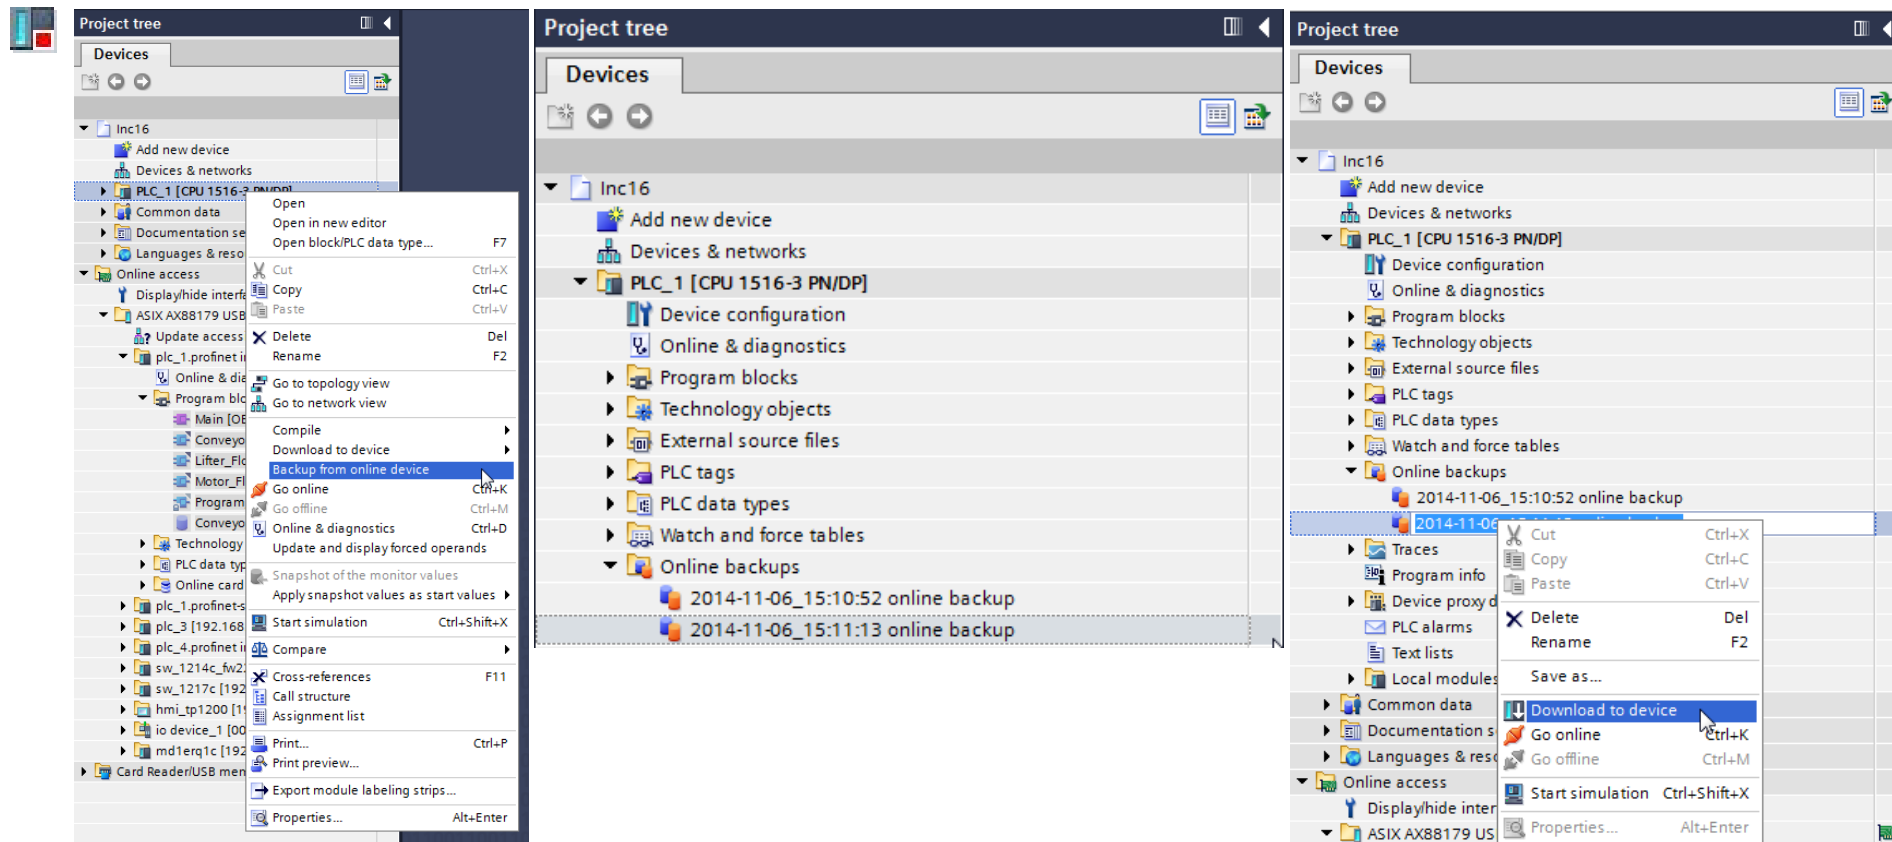 Project tree
Devices
Inc16
Add new device
Devices & networks
PLC_1 [CPU 1516-3 PN/DP]
Common data
Documentation se
Languages & reso
Online access
Display/hide interfa
ASIX AX88179 USB
Update access
plc_1.profinet i
Online & dia
Program blo
Main [OB
Conveyo
Lifter_Flo
Motor_Fl
Program
Conveyo
Technology
PLC data typ
Online card
plc_1.profinet-s
plc_3 [192.168
plc_4.profinet i
sw_1214c_fw2
sw_1217c [192
hmi_tp1200 [1
io device_1 [00
md1erq1c [192
Card Reader/USB men
Open
Open in new editor
Open block/PLC data type... F7
Cut Ctrl+X
Copy Ctrl+C
Paste Ctrl+V
Delete Del
Rename F2
Go to topology view
Go to network view
Compile
Download to device
Backup from online device
Go online Ctrl+K
Go offline Ctrl+M
Online & diagnostics Ctrl+D
Update and display forced operands
Snapshot of the monitor values
Apply snapshot values as start values
Start simulation Ctrl+Shift+X
Compare
Cross-references F11
Call structure
Assignment list
Print... Ctrl+P
Print preview...
Export module labeling strips...
Properties... Alt+Enter
Project tree
Devices
Inc16
Add new device
Devices & networks
PLC_1 [CPU 1516-3 PN/DP]
Device configuration
Online & diagnostics
Program blocks
Technology objects
External source files
PLC tags
PLC data types
Watch and force tables
Online backups
2014-11-06_15:10:52 online backup
2014-11-06_15:11:13 online backup
Project tree
Devices
Inc16
Add new device
Devices & networks
PLC_1 [CPU 1516-3 PN/DP]
Device configuration
Online & diagnostics
Program blocks
Technology objects
External source files
PLC tags
PLC data types
Watch and force tables
Online backups
2014-11-06_15:10:52 online backup
2014-11-06
Traces
Program info
Device proxy d
PLC alarms
Text lists
Local modules
Common data
Documentation s
Languages & reso
Online access
Display/hide inter
ASIX AX88179 US
Cut Ctrl+X
Copy Ctrl+C
Paste Ctrl+V
Delete Del
Rename F2
Save as...
Download to device
Go online Ctrl+K
Go offline Ctrl+M
Start simulation Ctrl+Shift+X
Properties... Alt+Enter